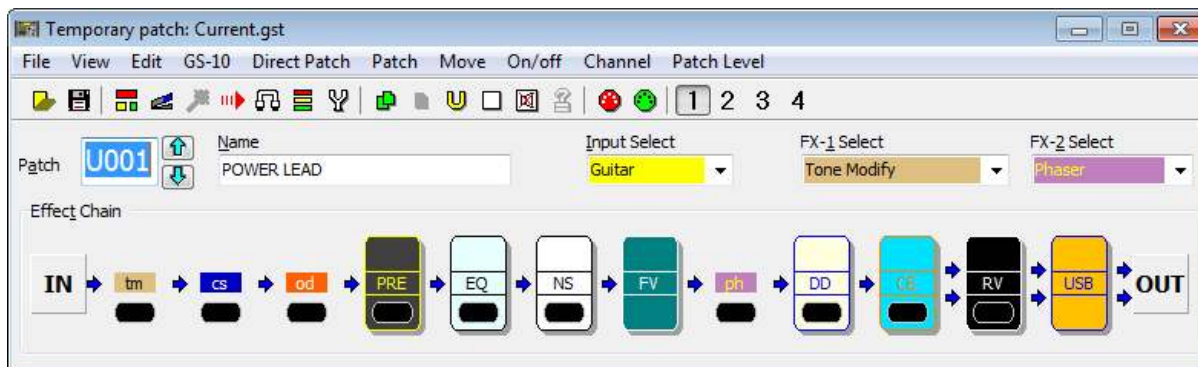 Temporary patch: Current.gst
File View Edit GS-10 Direct Patch Patch Move On/off Channel Patch Level
1 2 3 4
Name Input Select FX-1 Select FX-2 Select
Patch U001 POWER LEAD Guitar Tone Modify Phaser
Effect Chain
IN tm cs od PRE EQ NS FV ph DD CE RV USB OUT